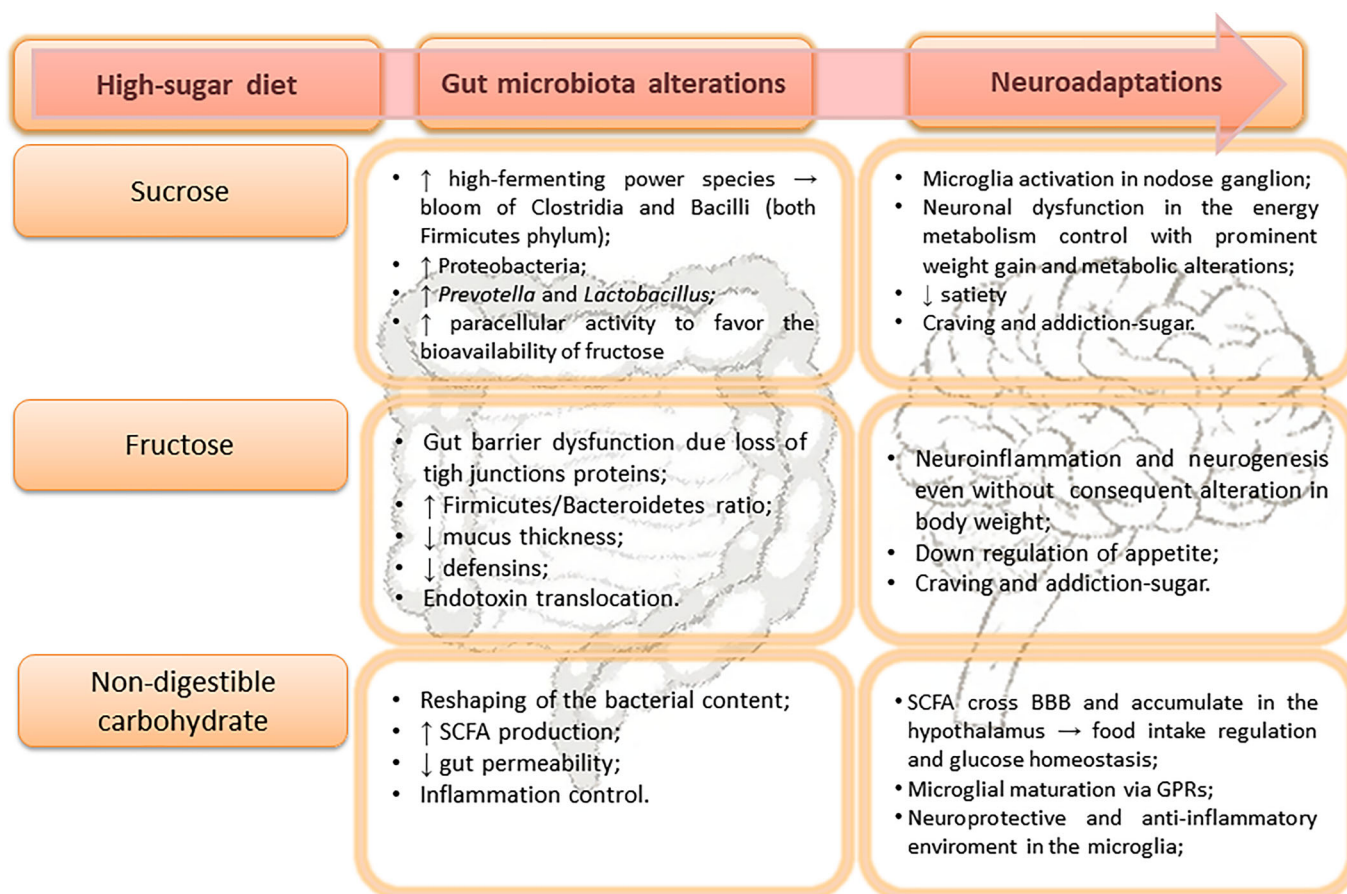 High-sugar diet
Gut microbiota alterations
Neuroadaptations
Sucrose
• ↑ high-fermenting power species →
bloom of Clostridia and Bacilli (both
Firmicutes phylum);
• ↑ Proteobacteria;
• ↑ Prevotella and Lactobacillus;
• ↑ paracellular activity to favor the
bioavailability of fructose
• Microglia activation in nodose ganglion;
• Neuronal dysfunction in the energy
metabolism control with prominent
weight gain and metabolic alterations;
• ↓ satiety
• Craving and addiction-sugar.
Fructose
• Gut barrier dysfunction due loss of
tigh junctions proteins;
• ↑ Firmicutes/Bacteroidetes ratio;
• ↓ mucus thickness;
• ↓ defensins;
• Endotoxin translocation.
• Neuroinflammation and neurogenesis
even without consequent alteration in
body weight;
• Down regulation of appetite;
• Craving and addiction-sugar.
Non-digestible
carbohydrate
• Reshaping of the bacterial content;
• ↑ SCFA production;
• ↓ gut permeability;
• Inflammation control.
• SCFA cross BBB and accumulate in the
hypothalamus → food intake regulation
and glucose homeostasis;
• Microglial maturation via GPRs;
• Neuroprotective and anti-inflammatory
enviroment in the microglia;